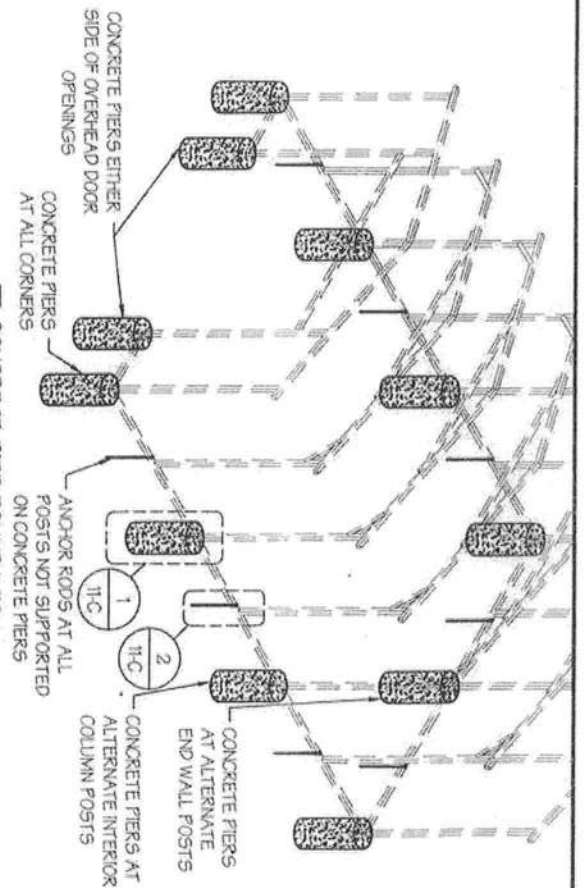 CONCRETE PIERS EITHER
SIDE OF OVERHEAD DOOR
OPENINGS
CONCRETE PIERS
AT ALL CORNERS
ANCHOR RODS AT ALL
POSTS NOT SUPPORTED
ON CONCRETE PIERS
1
11-C
2
11-C
CONCRETE PIERS AT
ALTERNATE INTERIOR
COLUMN POSTS
CONCRETE PIERS
AT ALTERNATE
END WALL POSTS